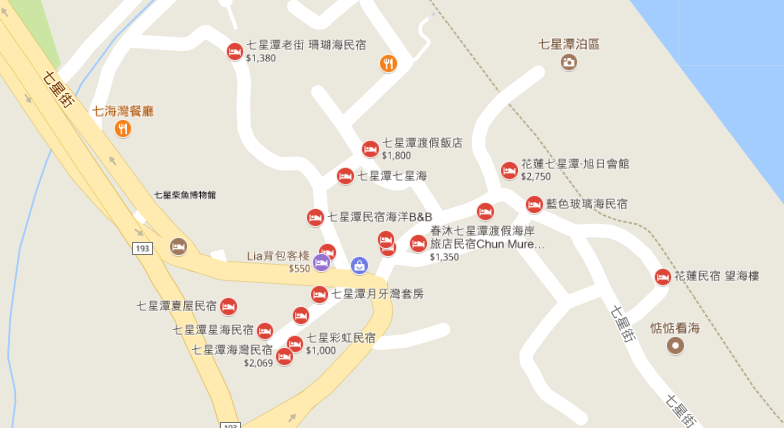 七星潭老街 珊瑚海民宿
$1,380
七星潭泊區
七星街
七海灣餐廳
七星潭渡假飯店
$1,800
花蓮七星潭·旭日會館
$2,750
七星潭七星海
七星柴魚博物館
藍色玻璃海民宿
七星潭民宿海洋B&B
春沐七星潭渡假海岸
旅店民宿Chun Mure...
$1,350
193
Lia背包客棧
$550
花蓮民宿 望海樓
七星潭月牙灣套房
七星潭夏屋民宿
七星街
七星潭星海民宿
惦惦看海
七星彩虹民宿
$1,000
七星潭海灣民宿
$2,069
七星街
193